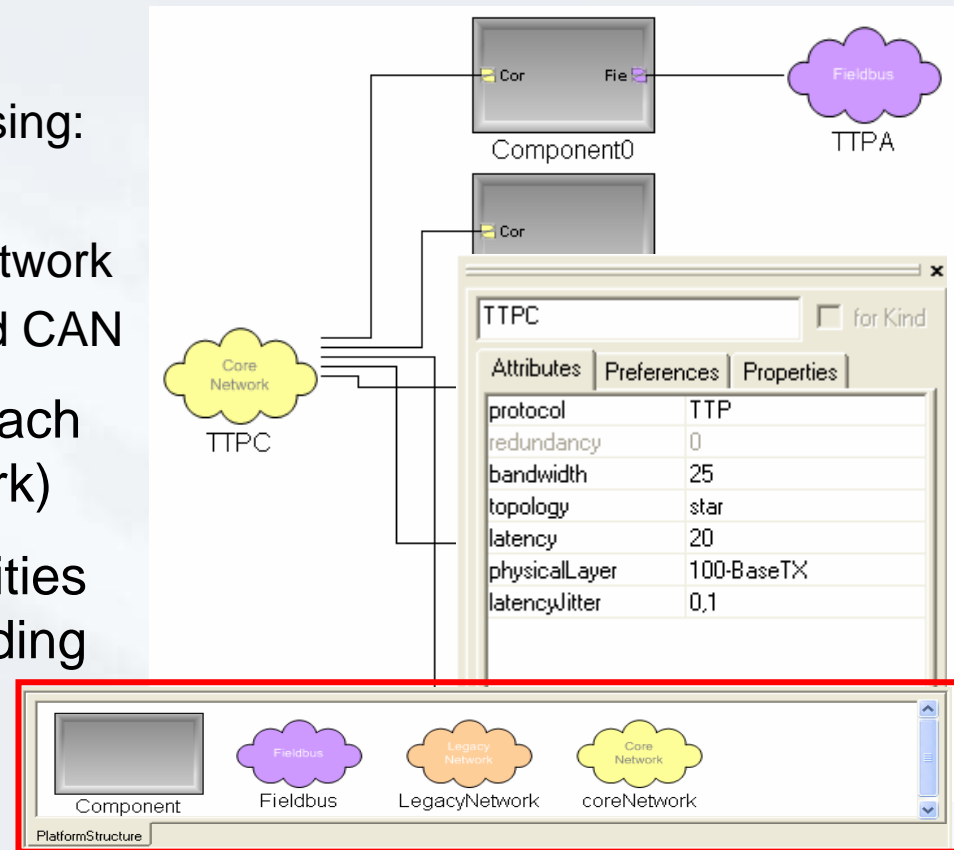 sing:
twork
d CAN
ach
rk)
ities
ding
Cor Fie
Component0
Fieldbus
TTPA
Cor
Core
Network
TTPC
TTPC
for Kind
Attributes Preferences Properties
protocol TTP
redundancy 0
bandwidth 25
topology star
latency 20
physicalLayer 100-BaseTX
latencyJitter 0,1
Component
Fieldbus
Fieldbus
Legacy
Network
LegacyNetwork
Core
Network
coreNetwork
PlatformStructure